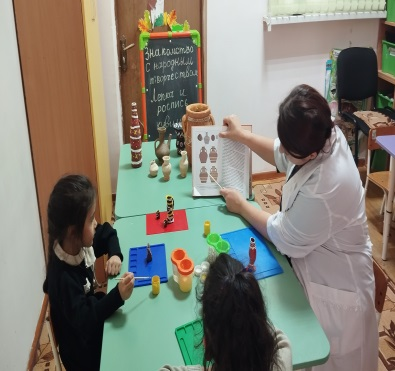 Знакомство
с народным
творчеством
Лепка и
роспись